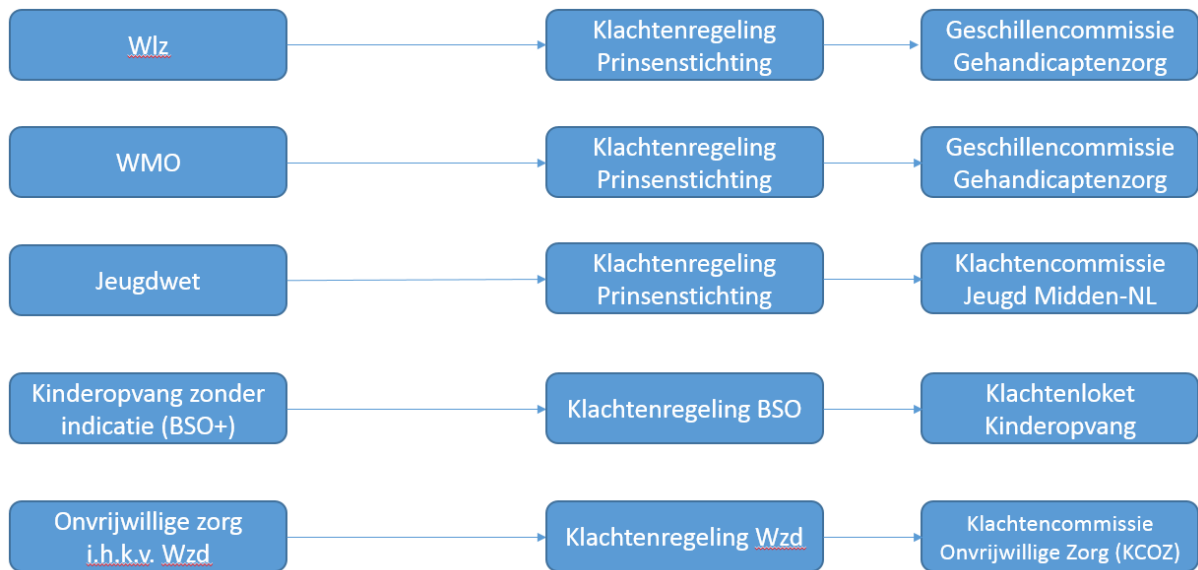 Wlz
Klachtenregeling
Prinsenstichting
Geschillencommissie
Gehandicaptenzorg
WMO
Klachtenregeling
Prinsenstichting
Geschillencommissie
Gehandicaptenzorg
Jeugdwet
Klachtenregeling
Prinsenstichting
Klachtencommissie
Jeugd Midden-NL
Kinderopvang zonder
indicatie (BSO+)
Klachtenregeling BSO
Klachtenloket
Kinderopvang
Onvrijwillige zorg
i.h.k.v. Wzd
Klachtenregeling Wzd
Klachtencommissie
Onvrijwillige Zorg (KCOZ)